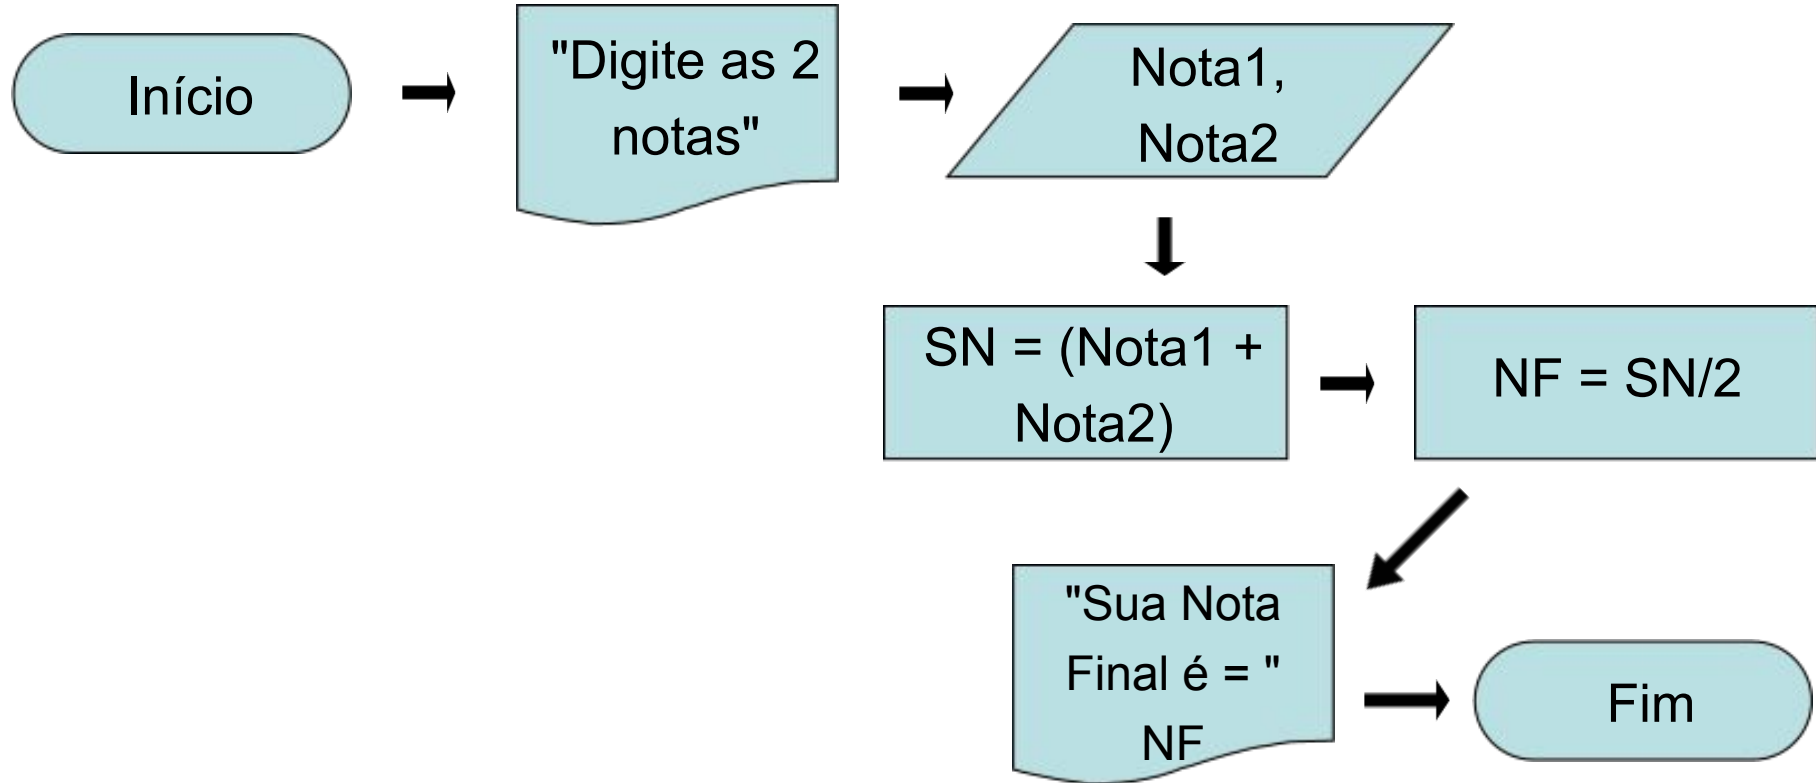 Início
"Digite as 2
notas"
Nota1,
Nota2
SN = (Nota1 +
Nota2)
NF = SN/2
"Sua Nota
Final é = "
NF
Fim